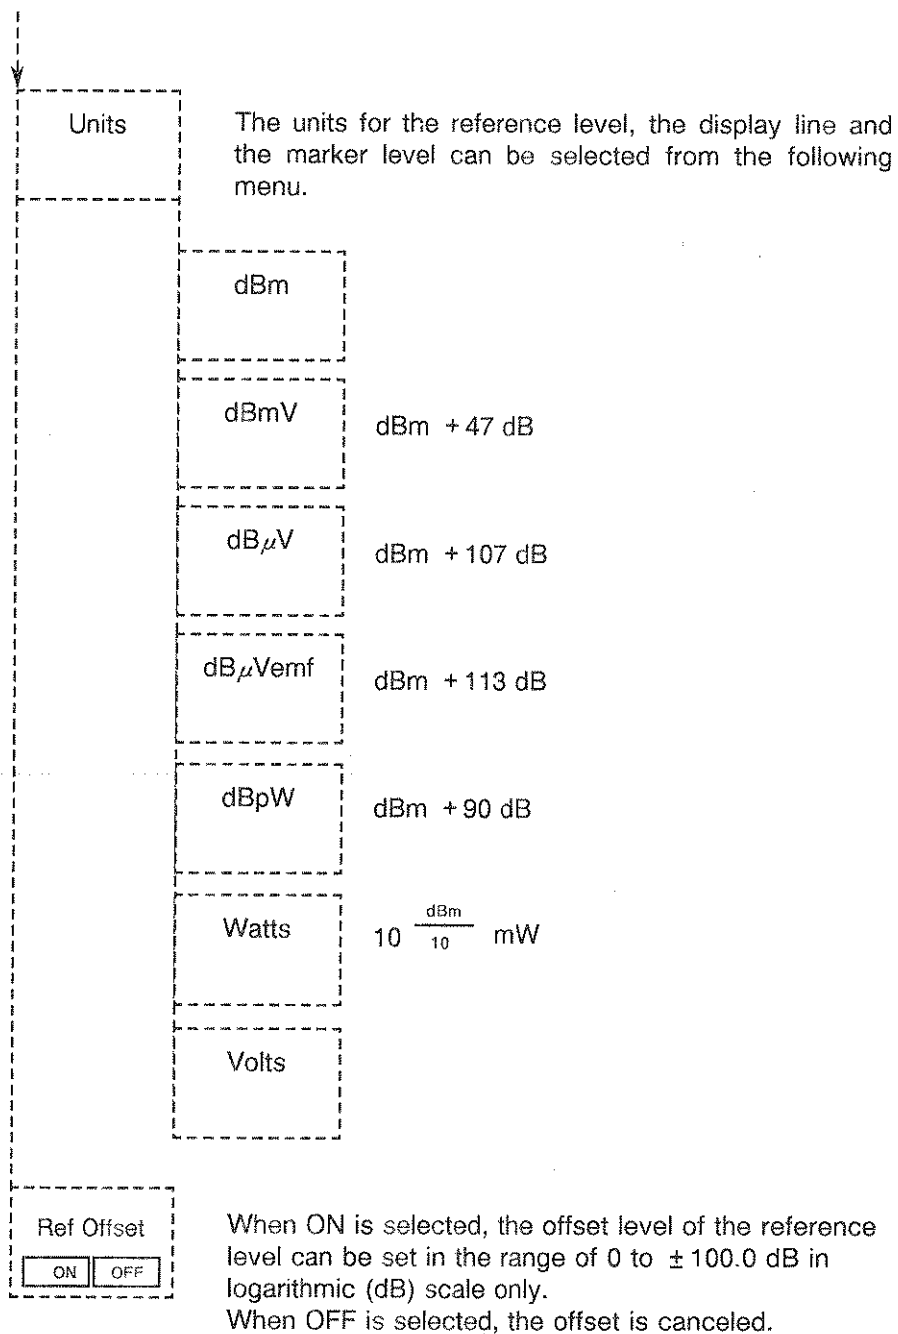 Units
The units for the reference level, the display line and
the marker level can be selected from the following
menu.
dBm
dBmV
dBm + 47 dB
dBμV
dBm + 107 dB
dBμVemf
dBm + 113 dB
dBpW
dBm + 90 dB
Watts
10 dBm/10 mW
Volts
Ref Offset
ON OFF
When ON is selected, the offset level of the reference
level can be set in the range of 0 to ± 100.0 dB in
logarithmic (dB) scale only.
When OFF is selected, the offset is canceled.